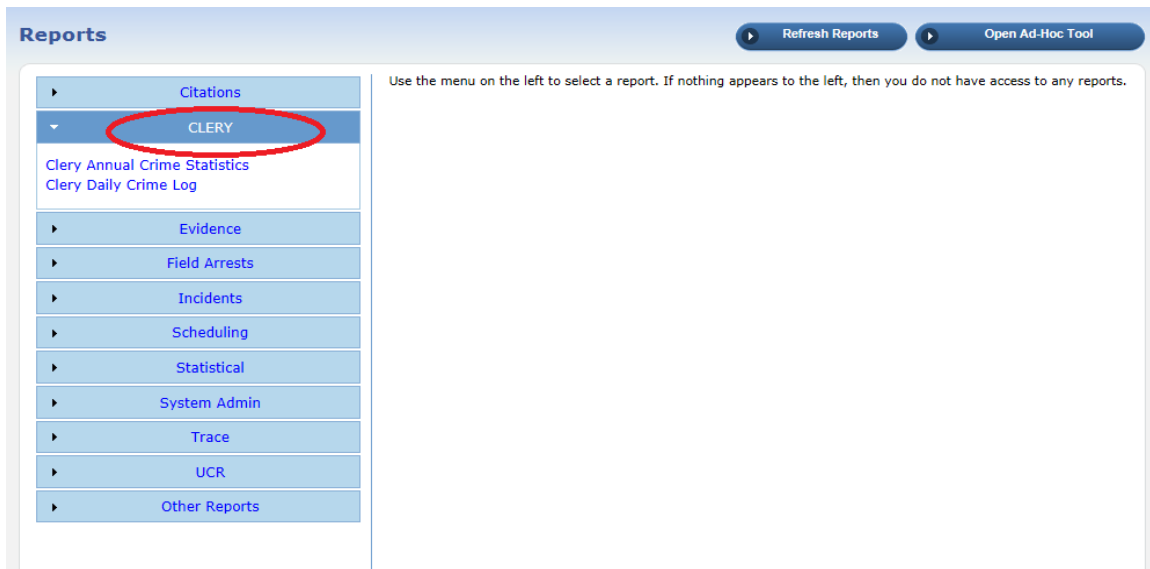 Reports
Refresh Reports
Open Ad-Hoc Tool
Citations
CLERY
Clery Annual Crime Statistics
Clery Daily Crime Log
Evidence
Field Arrests
Incidents
Scheduling
Statistical
System Admin
Trace
UCR
Other Reports
Use the menu on the left to select a report. If nothing appears to the left, then you do not have access to any reports.